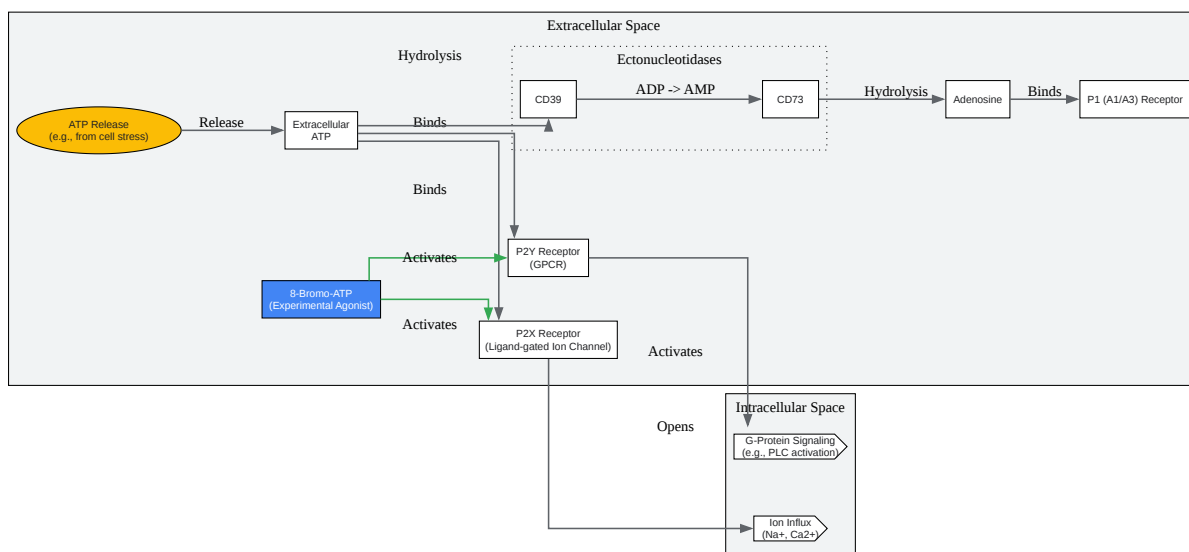 Extracellular Space
Hydrolysis
Ectonucleotidases
CD39
ADP -> AMP
CD73
Hydrolysis
Adenosine
Binds
P1 (A1/A3) Receptor
ATP Release
(e.g., from cell stress)
Release
Extracellular
ATP
Binds
Binds
P2Y Receptor
(GPCR)
Activates
8-Bromo-ATP
(Experimental Agonist)
Activates
P2X Receptor
(Ligand-gated Ion Channel)
Activates
Intracellular Space
Opens
G-Protein Signaling
(e.g., PLC activation)
Ion Influx
(Na+, Ca2+)